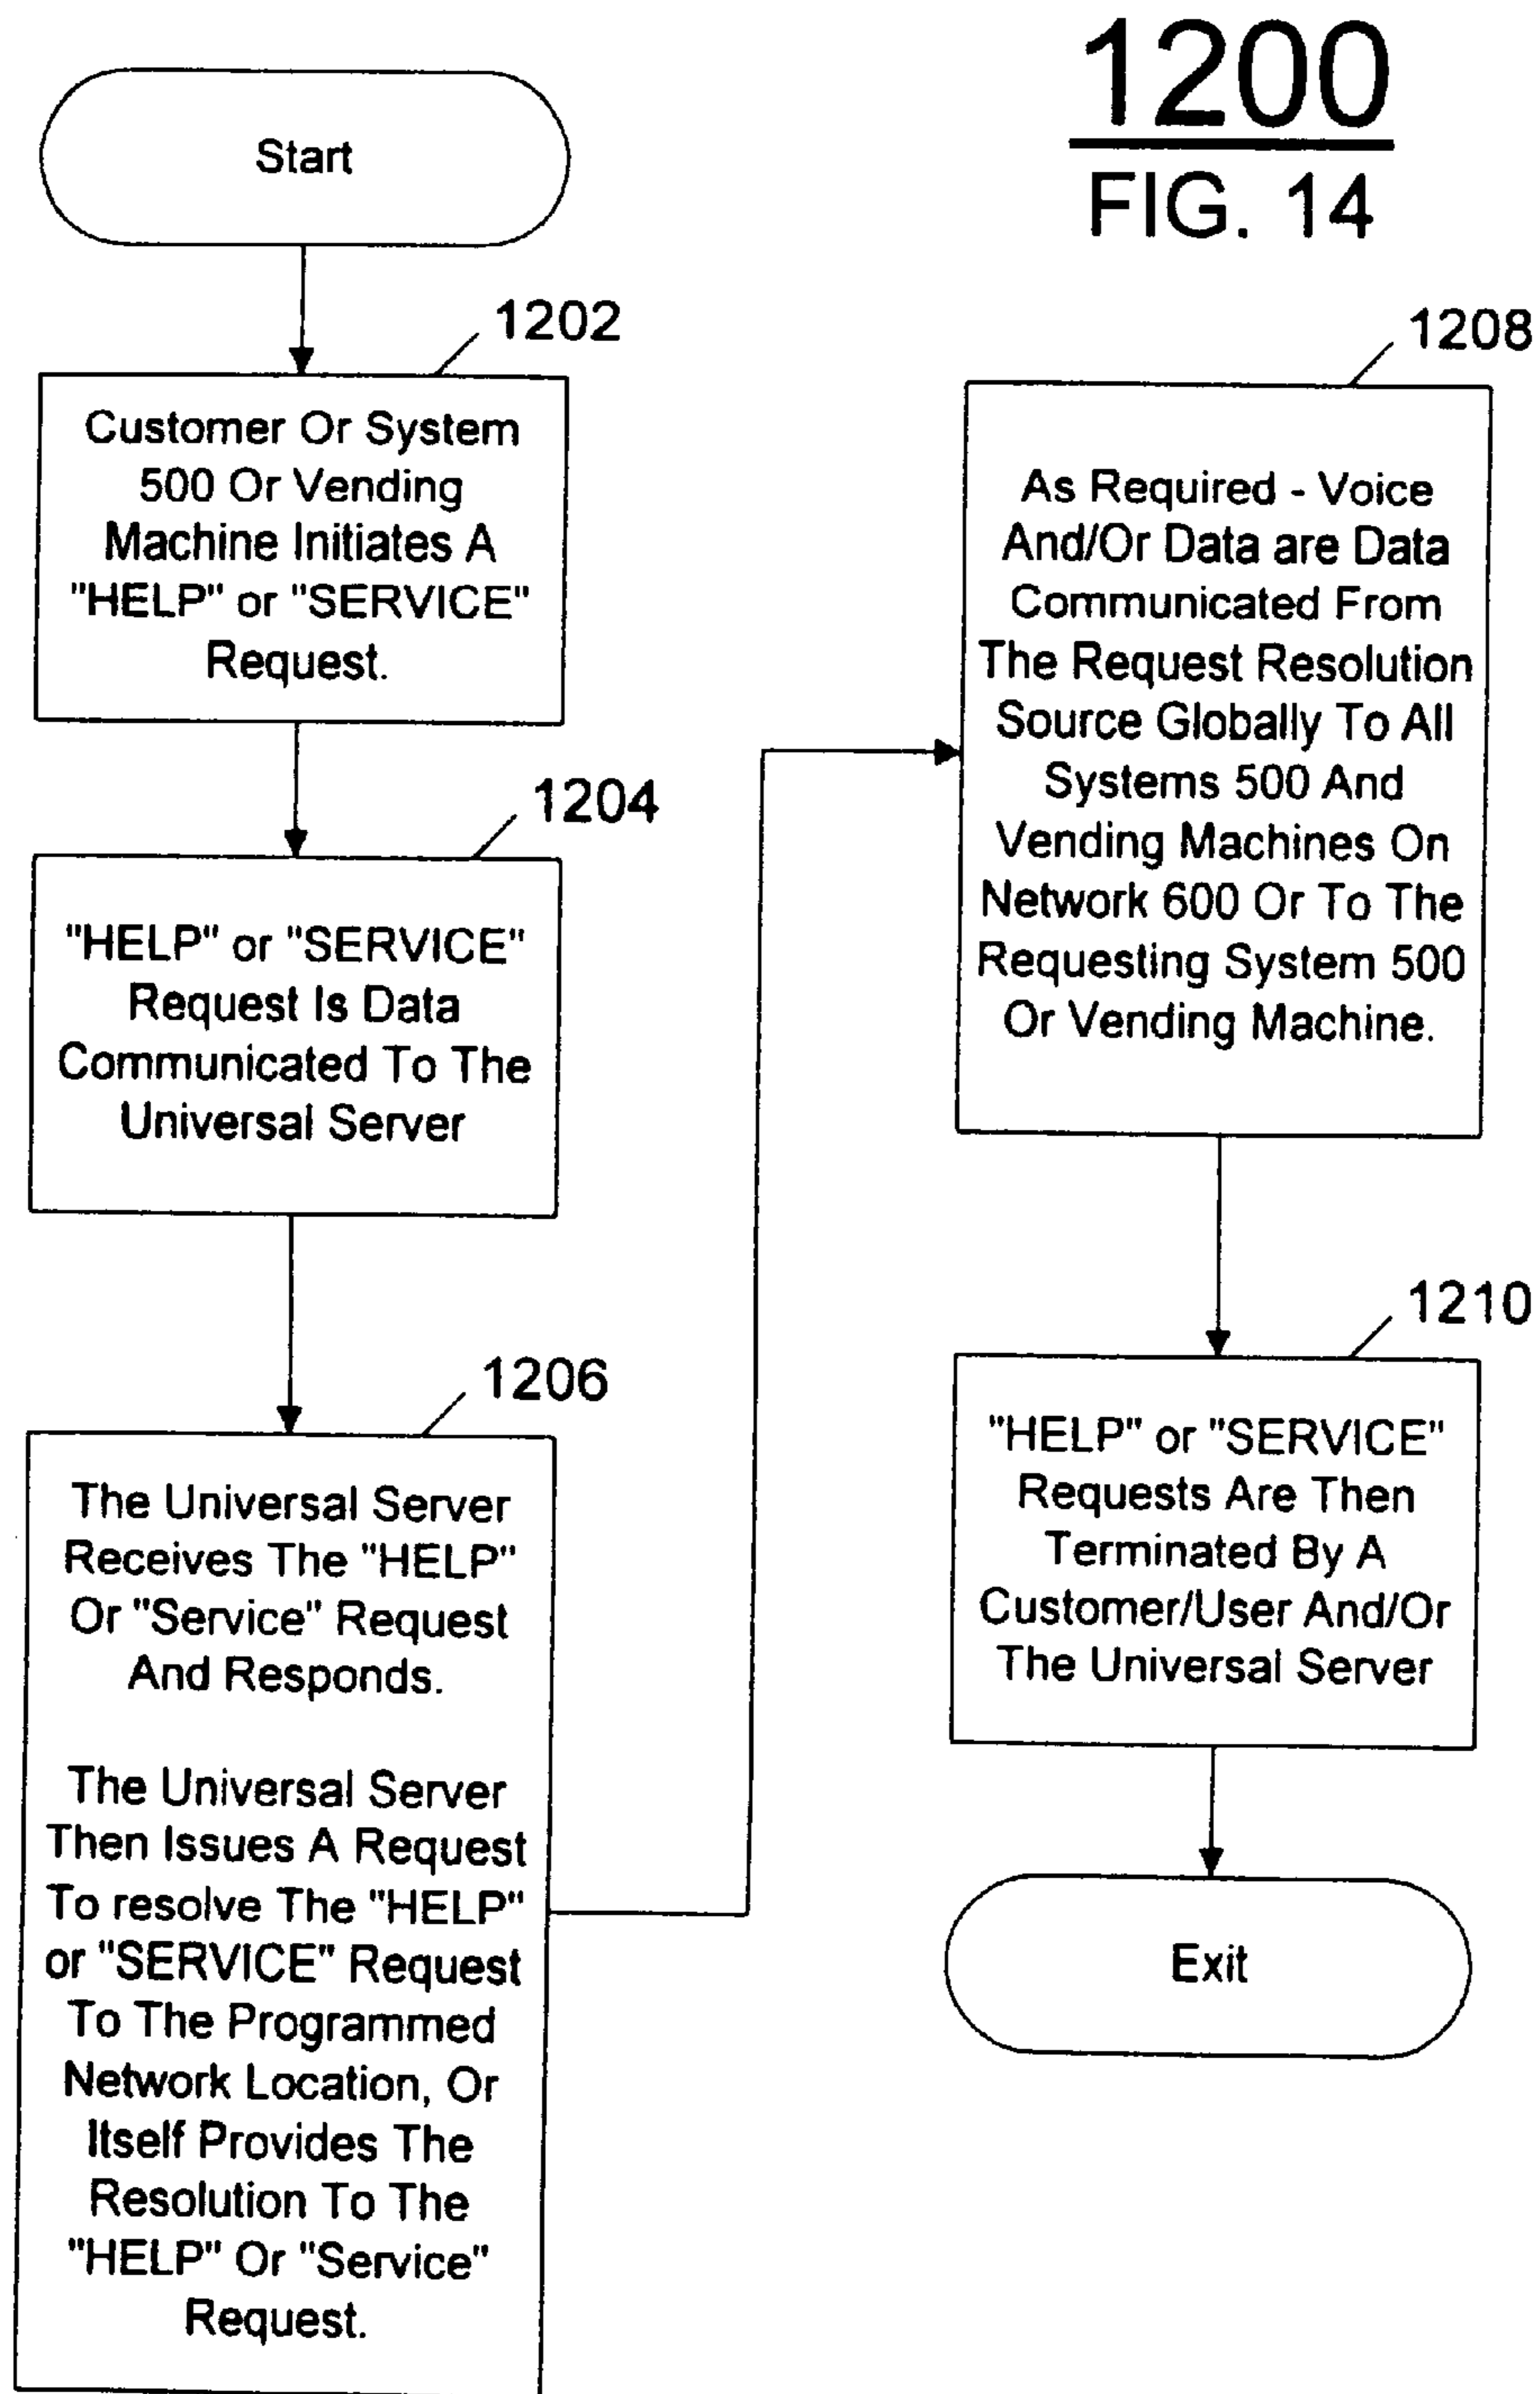 1200
FIG. 14
Start
1202
Customer Or System
500 Or Vending
Machine Initiates A
"HELP" or "SERVICE"
Request.
1204
"HELP" or "SERVICE"
Request Is Data
Communicated To The
Universal Server
1206
The Universal Server
Receives The "HELP"
Or "Service" Request
And Responds.
The Universal Server
Then Issues A Request
To resolve The "HELP"
or "SERVICE" Request
To The Programmed
Network Location, Or
Itself Provides The
Resolution To The
"HELP" Or "Service"
Request.
1208
As Required - Voice
And/Or Data are Data
Communicated From
The Request Resolution
Source Globally To All
Systems 500 And
Vending Machines On
Network 600 Or To The
Requesting System 500
Or Vending Machine.
1210
"HELP" or "SERVICE"
Requests Are Then
Terminated By A
Customer/User And/Or
The Universal Server
Exit